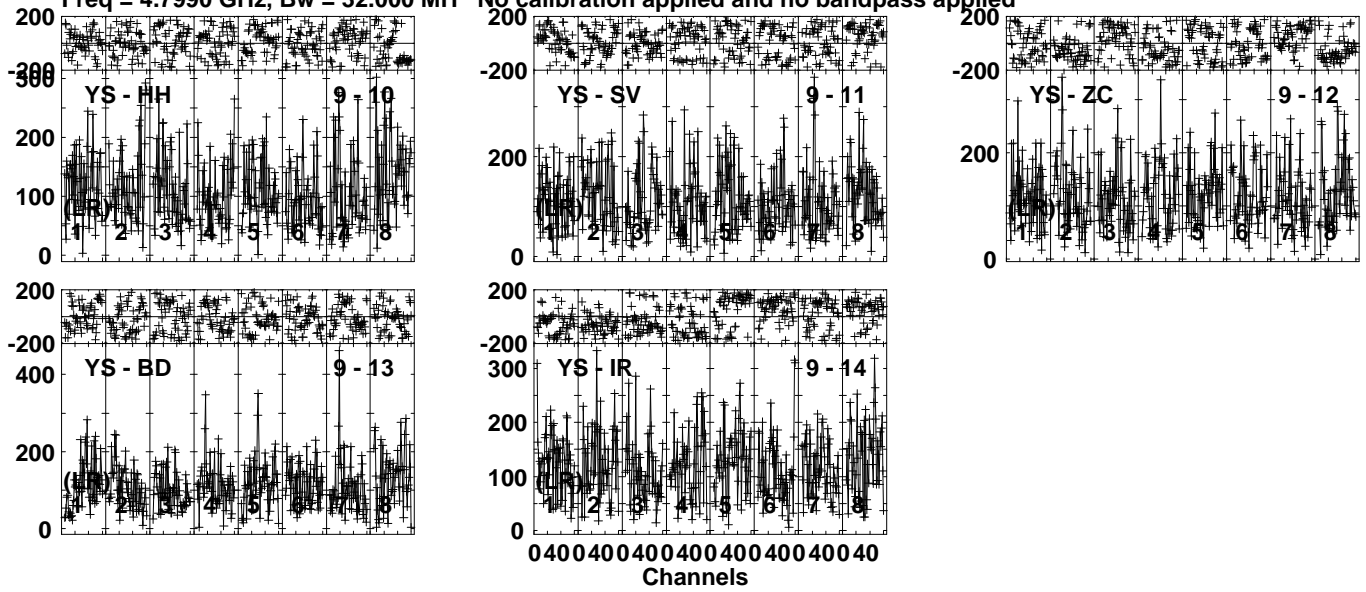 Freq = 4.7990 GHz, Bw = 32.000 MH No calibration applied and no bandpass applied
200
-200
300
200
100
0
YS - HH 9 - 10
(LR)
1 2 3 4 5 6 7 8
200
-200
200
0
YS - SV 9 - 11
(LR)
1 2 3 4 5 6 7 8
200
-200
200
0
YS - ZC 9 - 12
(LR)
1 2 3 4 5 6 7 8
200
-200
400
200
0
YS - BD 9 - 13
(LR)
1 2 3 4 5 6 7 8
200
-200
300
200
100
0
YS - IR 9 - 14
(LR)
1 2 3 4 5 6 7 8
0 40 0 40 0 40 0 40 0 40 0 40 0 40 0 40
Channels